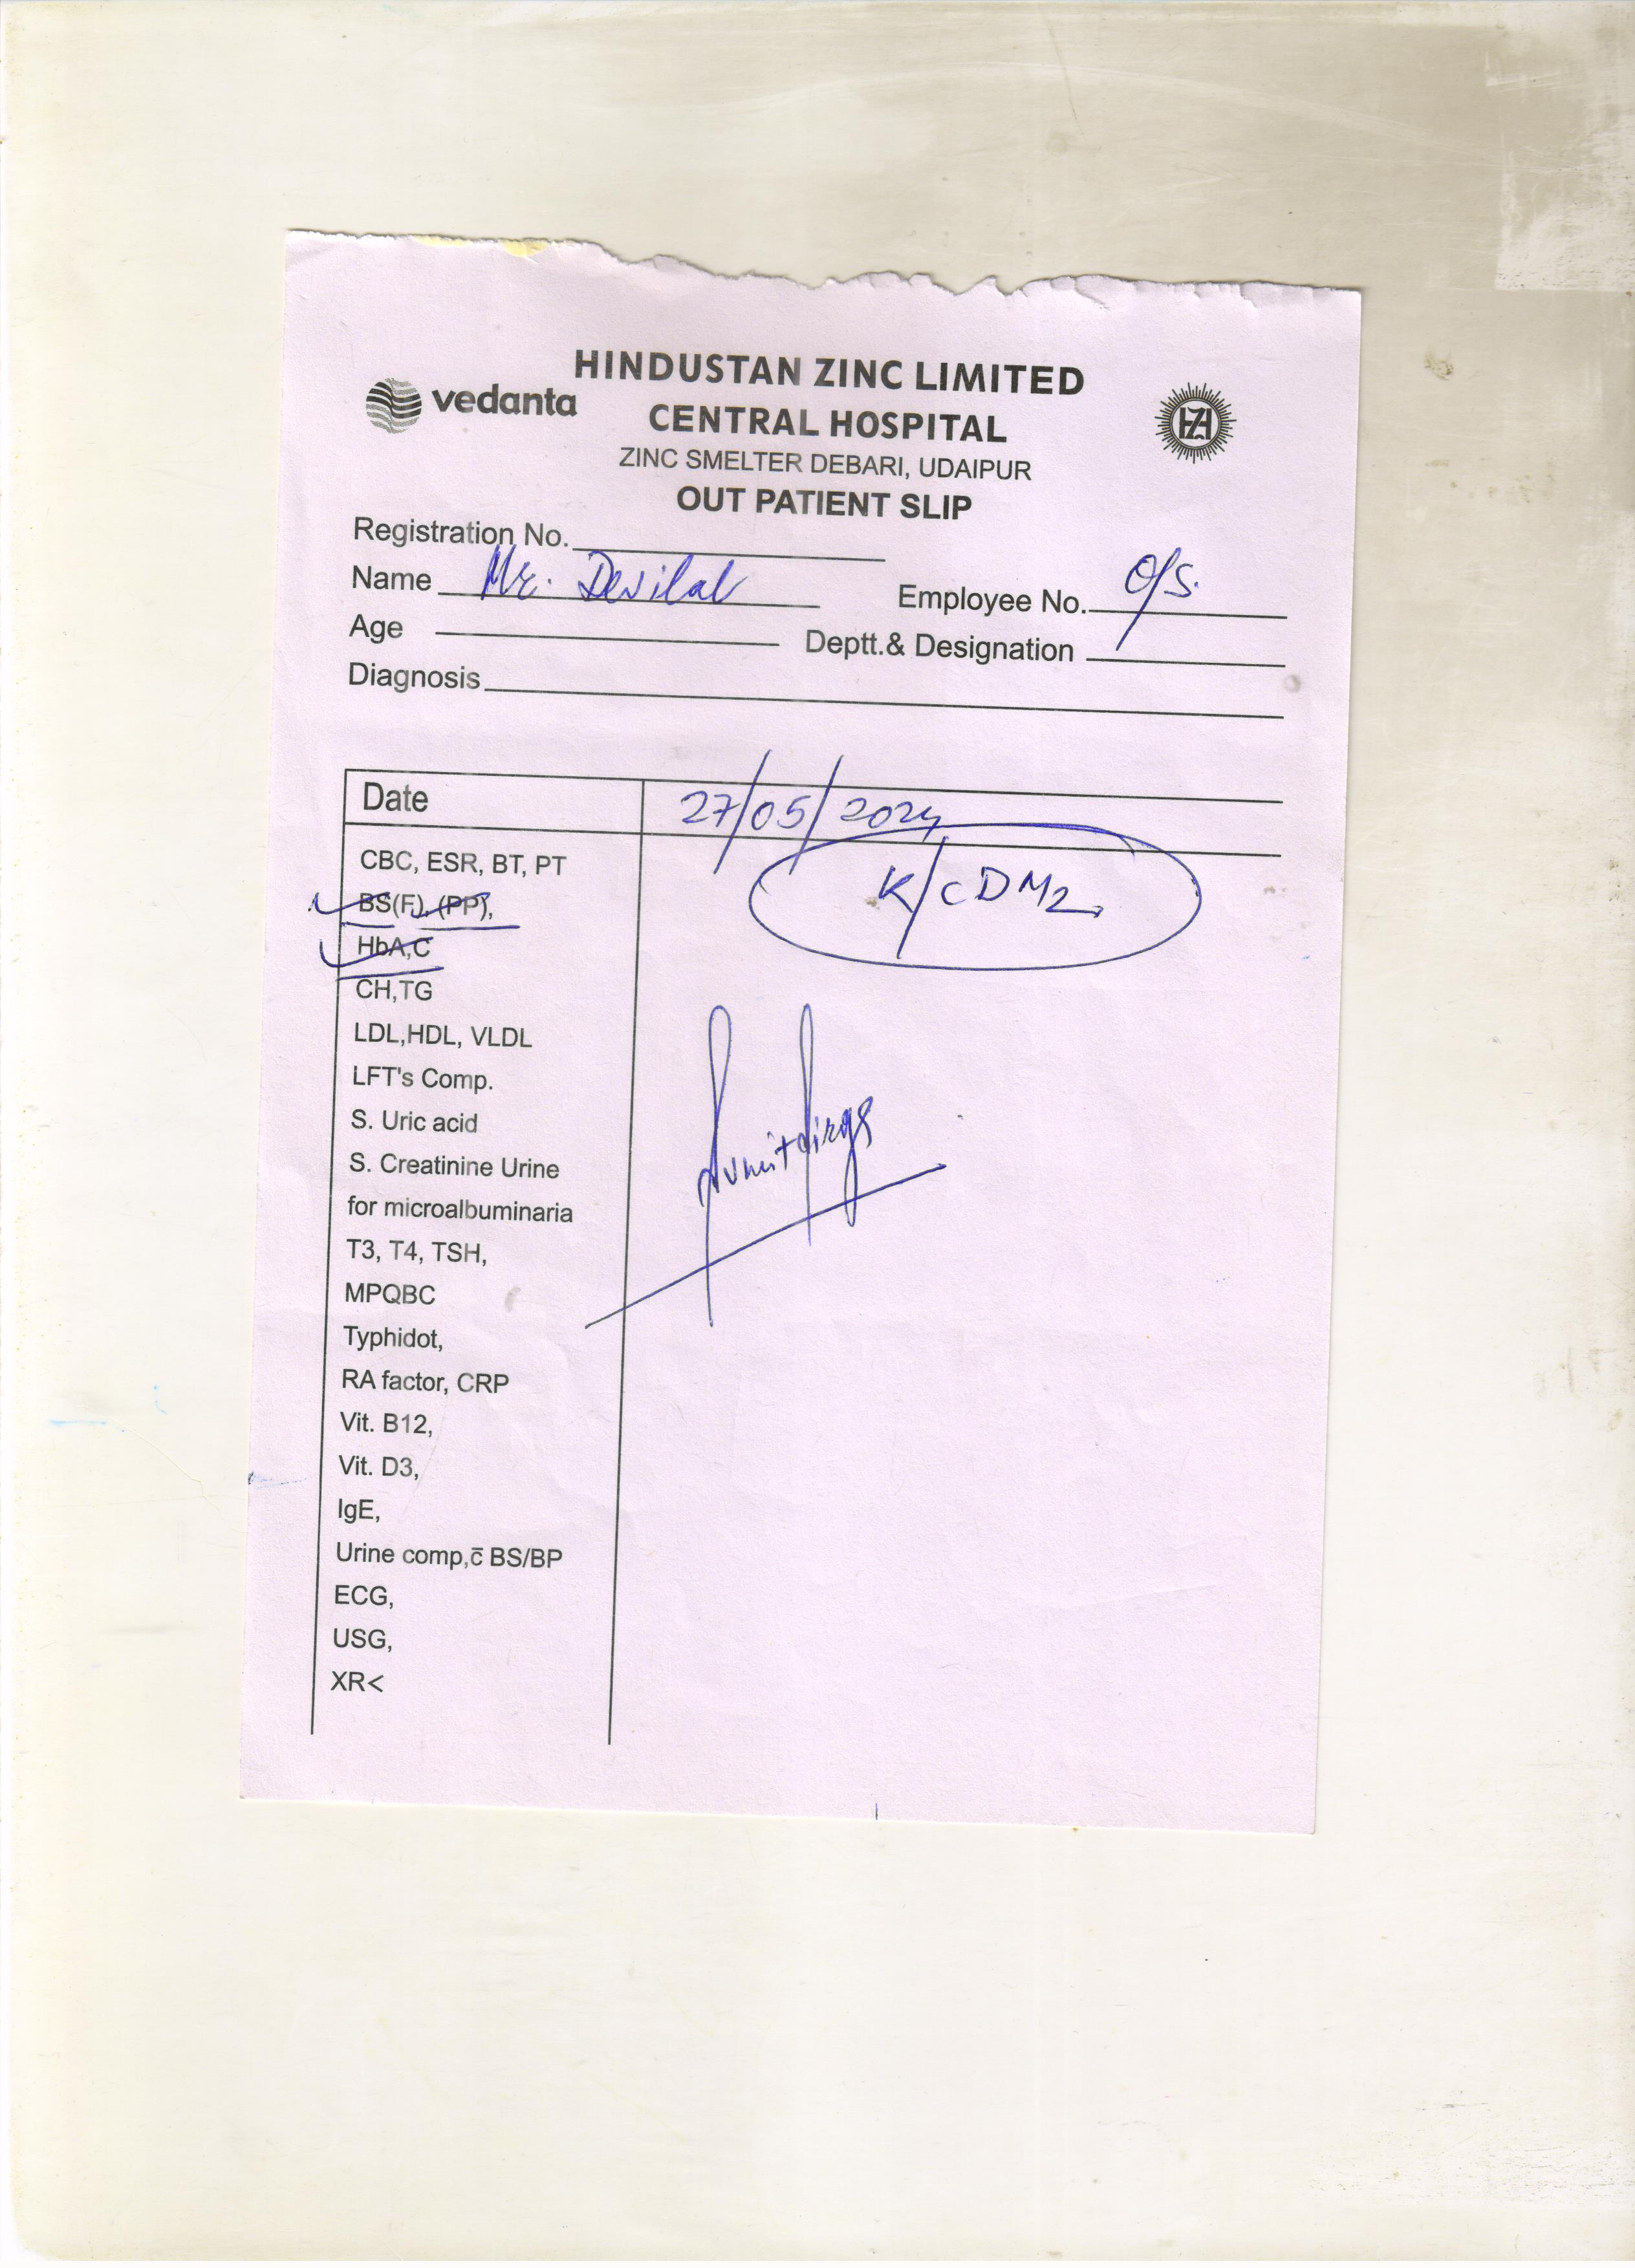 HINDUSTAN ZINC LIMITED
vedanta
CENTRAL HOSPITAL
ZINC SMELTER DEBARI, UDAIPUR
OUT PATIENT SLIP
Registration No.
Name Mr. Devilal Employee No. O/S.
Age Deptt.& Designation
Diagnosis
Date 27/05/2024
CBC, ESR, BT, PT
K/c DM2
BS(F), (PP),
HbA,C
CH,TG
LDL,HDL, VLDL
LFT's Comp.
S. Uric acid
S. Creatinine Urine
for microalbuminaria
T3, T4, TSH,
MPQBC
Typhidot,
RA factor, CRP
Vit. B12,
Vit. D3,
IgE,
Urine comp,c̄ BS/BP
ECG,
USG,
XR<